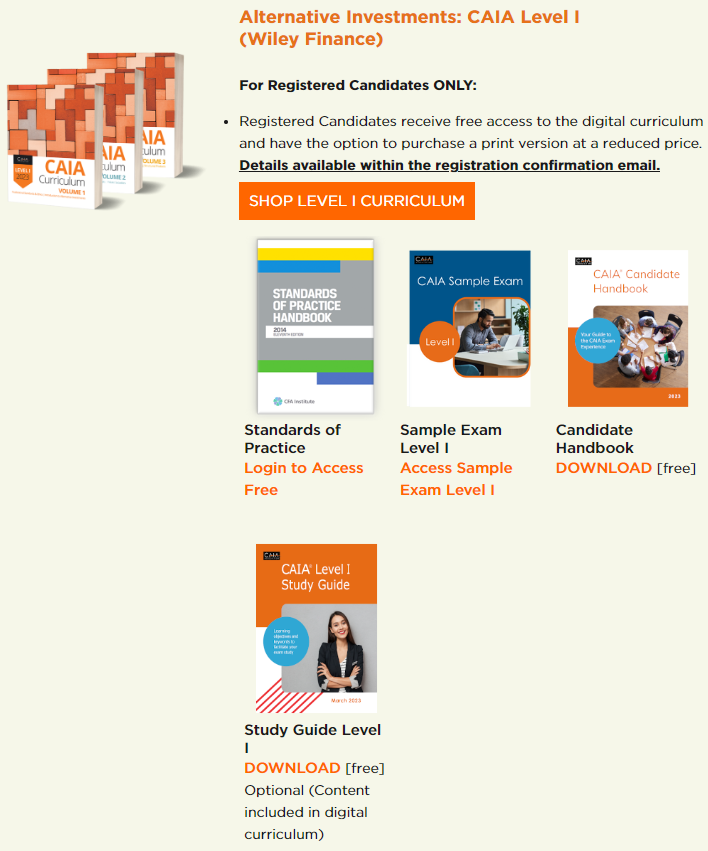 Alternative Investments: CAIA Level I
(Wiley Finance)
For Registered Candidates ONLY:
• Registered Candidates receive free access to the digital curriculum
and have the option to purchase a print version at a reduced price.
Details available within the registration confirmation email.
SHOP LEVEL I CURRICULUM
CAIA
LEVEL I
2023
CAIA
Curriculum
VOLUME 1
AIA
ulum
VOLUME 2
AIA
ulum
VOLUME 3
STANDARDS
OF PRACTICE
HANDBOOK
2014
ELEVENTH EDITION
CFA Institute
CAIA
CAIA Sample Exam
Level I
CAIA
CAIA® Candidate
Handbook
Your Guide to
the CAIA Exam
Experience
2023
Standards of
Practice
Login to Access
Free
Sample Exam
Level I
Access Sample
Exam Level I
Candidate
Handbook
DOWNLOAD [free]
CAIA
CAIA® Level I
Study Guide
Learning
objectives and
keywords to
facilitate your
exam study
March 2023
Study Guide Level
I
DOWNLOAD [free]
Optional (Content
included in digital
curriculum)